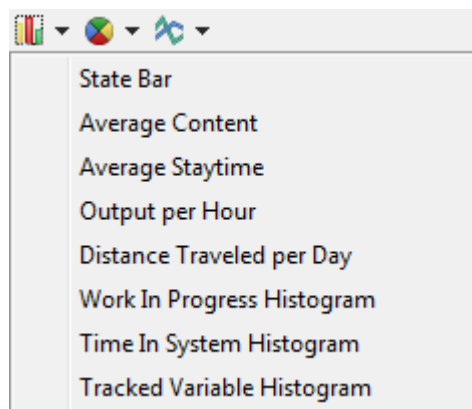 State Bar
Average Content
Average Staytime
Output per Hour
Distance Traveled per Day
Work In Progress Histogram
Time In System Histogram
Tracked Variable Histogram